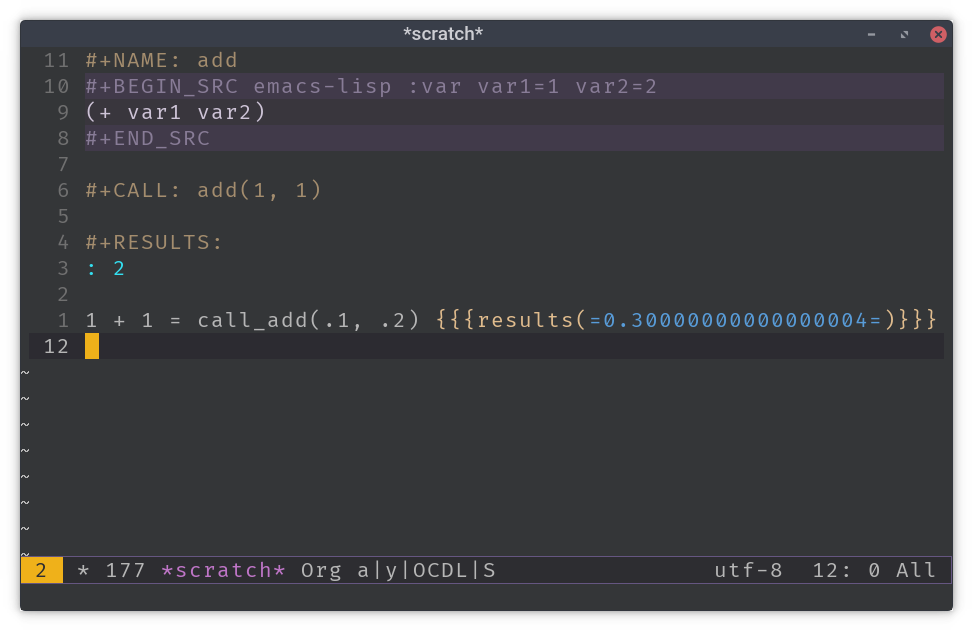 *scratch*
11 #+NAME: add
10 #+BEGIN_SRC emacs-lisp :var var1=1 var2=2
9 (+ var1 var2)
8 #+END_SRC
7
6 #+CALL: add(1, 1)
5
4 #+RESULTS:
3 : 2
2
1 1 + 1 = call_add(.1, .2) {{{results(=0.30000000000000004=)}}}
12
~
~
~
~
~
~
~
~
2 * 177 *scratch* Org a|y|OCDL|S utf-8 12: 0 All